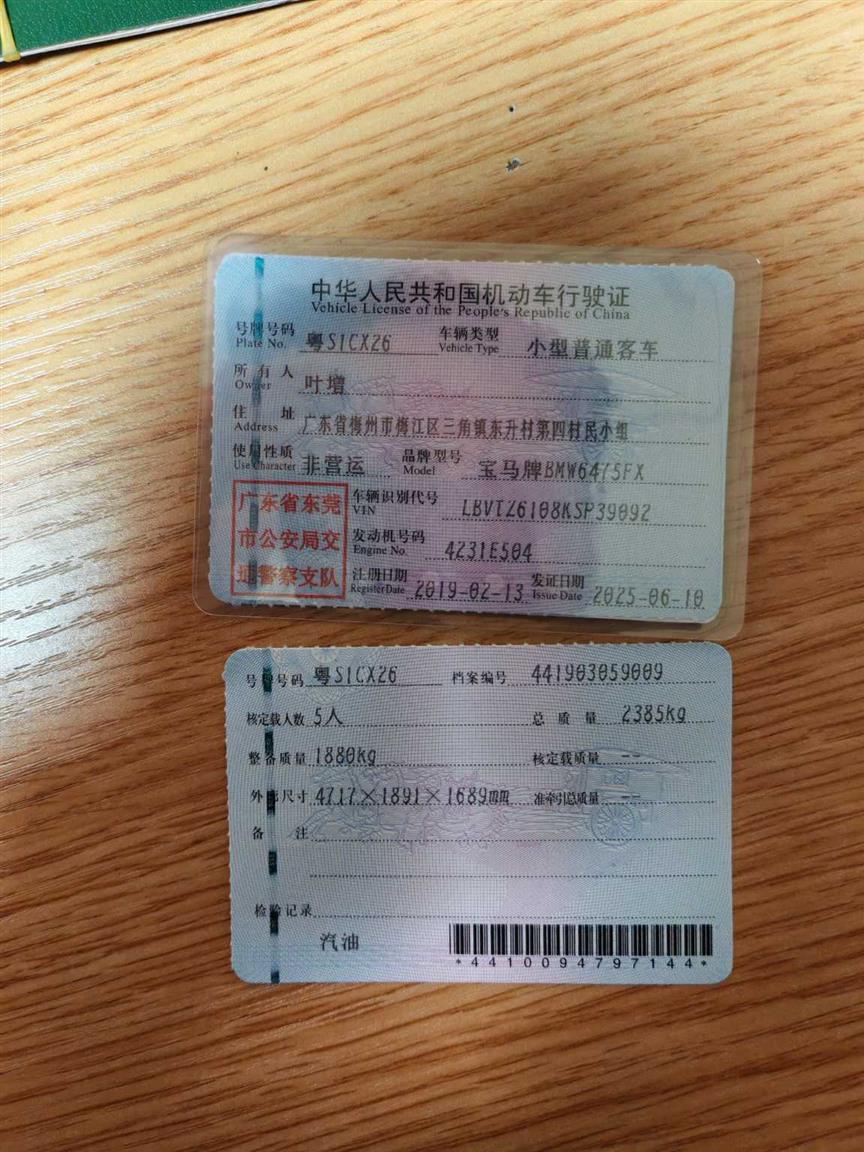 中华人民共和国机动车行驶证
Vehicle License of the People's Republic of China
号牌号码 粤S1CX26 车辆类型 小型普通客车
Plate No. Vehicle Type
所有人 叶增
Owner
住址 广东省梅州市梅江区三角镇东升村第四村民小组
Address
使用性质 非营运 品牌型号 宝马牌BMW6475FX
Use Character Model
广东省东莞
市公安局交
通警察支队
车辆识别代号 LBVTZ6108KSP39092
VIN
发动机号码 4231E504
Engine No.
注册日期 2019-02-13 发证日期 2025-06-10
Register Date Issue Date
号牌号码 粤S1CX26 档案编号 441903059009
核定载人数 5人 总质量 2385kg
整备质量 1880kg 核定载质量 --
外廓尺寸 4717×1891×1689mm 准牵引总质量 --
备注
检验记录
汽油
*4410094797144*